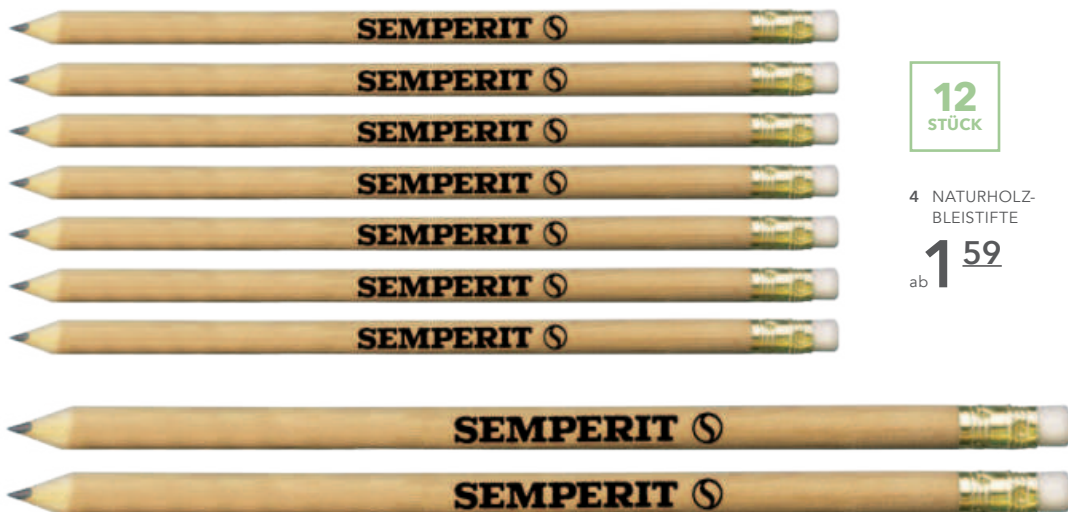 SEMPERIT
SEMPERIT
SEMPERIT
SEMPERIT
SEMPERIT
SEMPERIT
SEMPERIT
12
STÜCK
4 NATURHOLZ-
BLEISTIFTE
ab 1 59
SEMPERIT
SEMPERIT